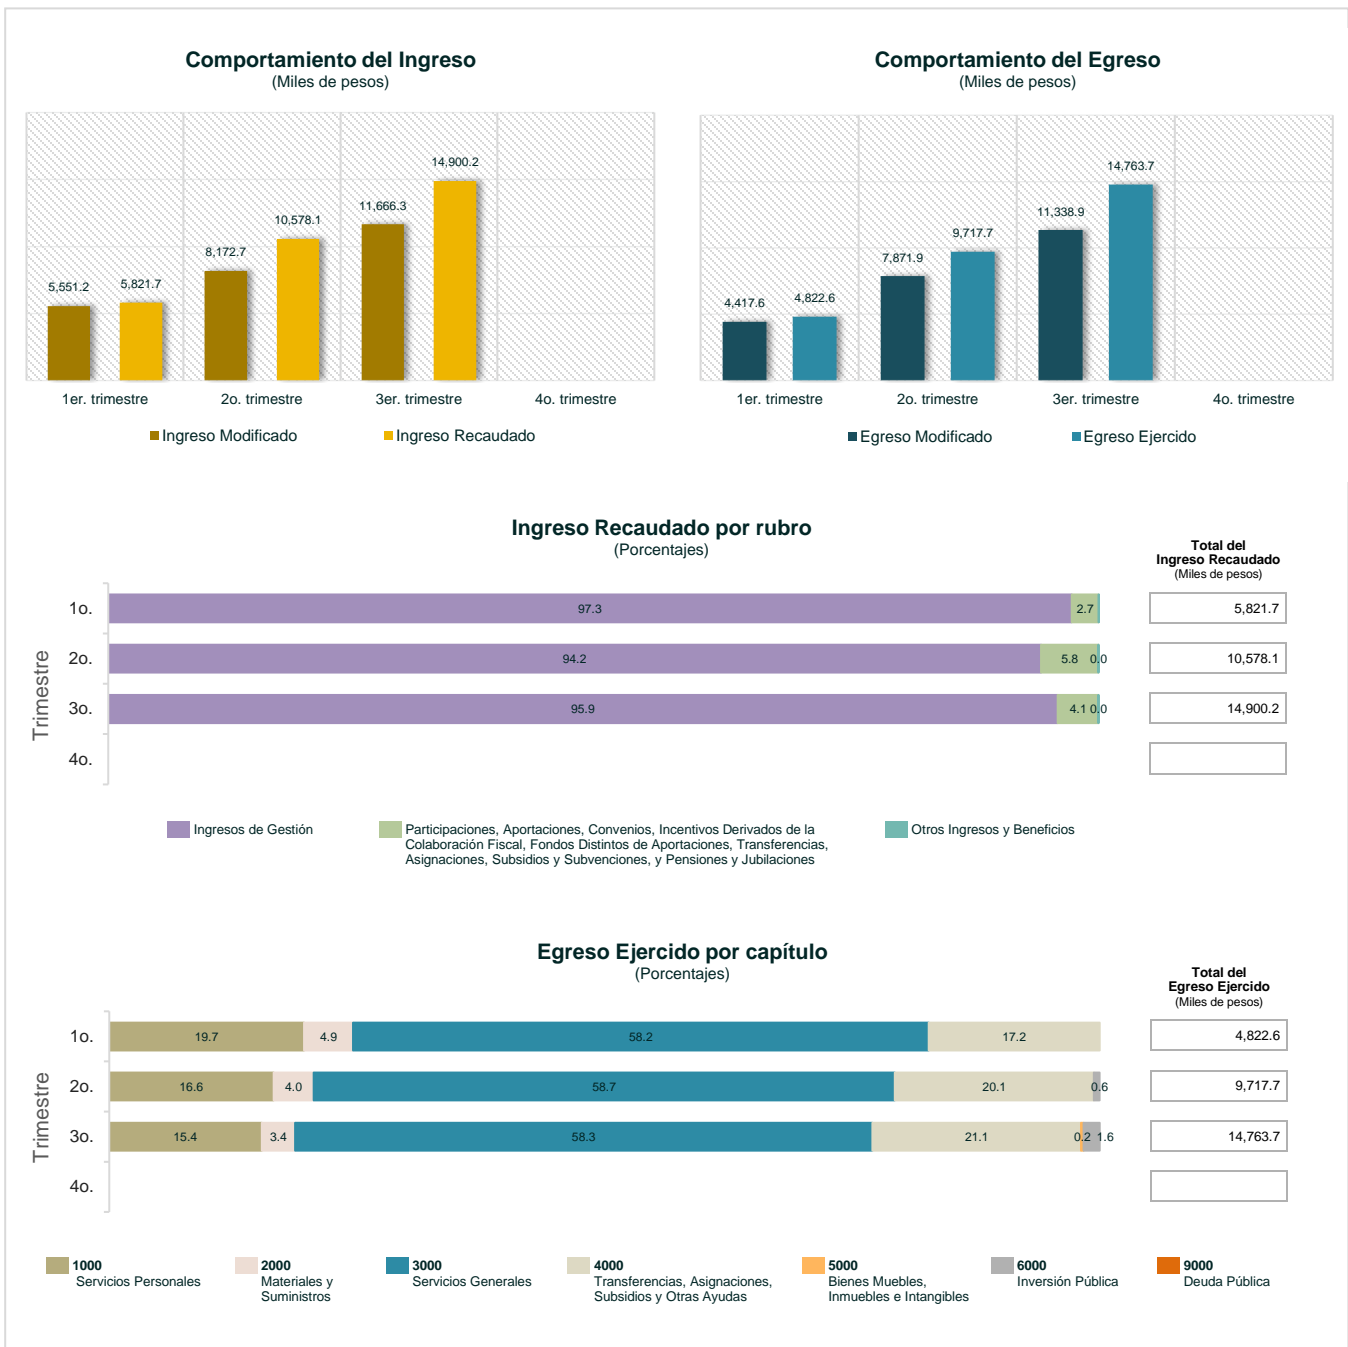 Comportamiento del Ingreso
(Miles de pesos)
14,900.2
11,666.3
10,578.1
8,172.7
5,551.2
5,821.7
1er. trimestre
2o. trimestre
3er. trimestre
4o. trimestre
Ingreso Modificado
Ingreso Recaudado
Comportamiento del Egreso
(Miles de pesos)
14,763.7
11,338.9
9,717.7
7,871.9
4,417.6
4,822.6
1er. trimestre
2o. trimestre
3er. trimestre
4o. trimestre
Egreso Modificado
Egreso Ejercido
Ingreso Recaudado por rubro
(Porcentajes)
Total del
Ingreso Recaudado
(Miles de pesos)
Trimestre
1o. 97.3 2.7 5,821.7
2o. 94.2 5.8 0.0 10,578.1
3o. 95.9 4.1 0.0 14,900.2
4o.
Ingresos de Gestión
Participaciones, Aportaciones, Convenios, Incentivos Derivados de la
Colaboración Fiscal, Fondos Distintos de Aportaciones, Transferencias,
Asignaciones, Subsidios y Subvenciones, y Pensiones y Jubilaciones
Otros Ingresos y Beneficios
Egreso Ejercido por capítulo
(Porcentajes)
Total del
Egreso Ejercido
(Miles de pesos)
Trimestre
1o. 19.7 4.9 58.2 17.2 4,822.6
2o. 16.6 4.0 58.7 20.1 0.6 9,717.7
3o. 15.4 3.4 58.3 21.1 0.2 1.6 14,763.7
4o.
1000
Servicios Personales
2000
Materiales y
Suministros
3000
Servicios Generales
4000
Transferencias, Asignaciones,
Subsidios y Otras Ayudas
5000
Bienes Muebles,
Inmuebles e Intangibles
6000
Inversión Pública
9000
Deuda Pública